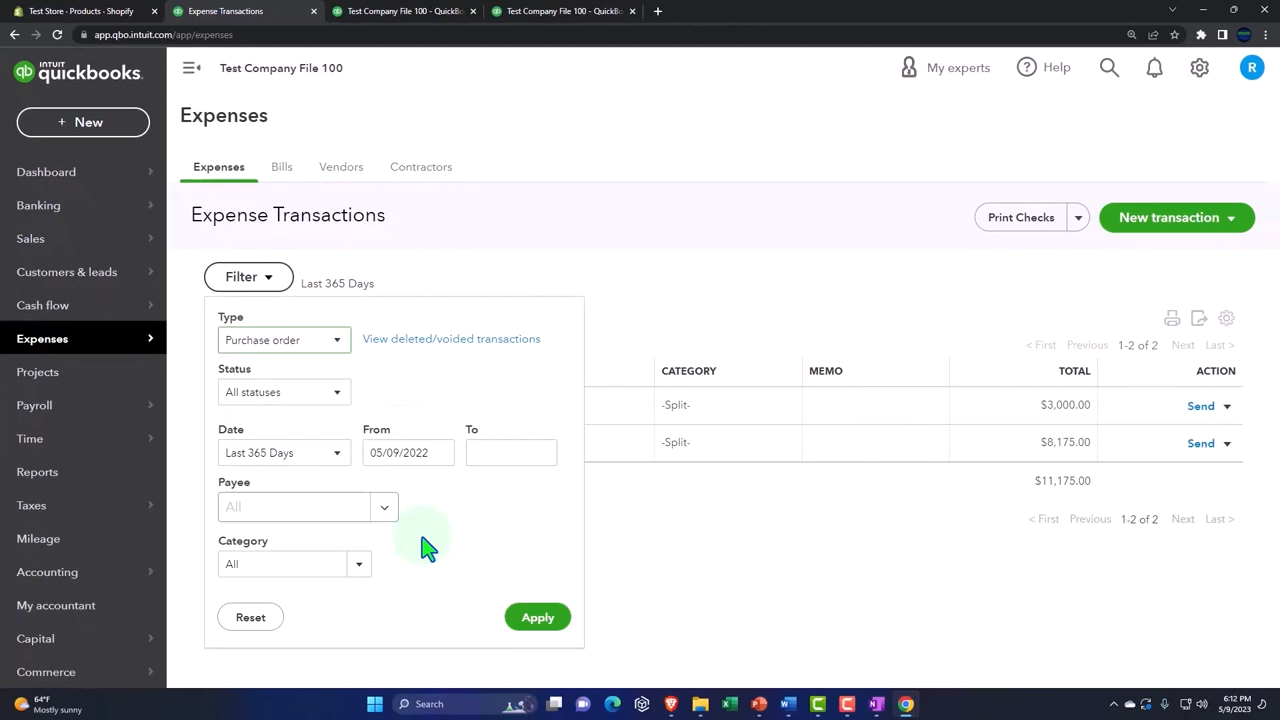 Test Store · Products · Shopify
Expenses
Test Company File 100 - QuickBo
Test Company File 100 - QuickBo
app.qbo.intuit.com/app/expenses
INTUIT
quickbooks.
Test Company File 100
My experts
Help
R
+ New
Expenses
Expenses
Bills
Vendors
Contractors
Dashboard
Banking
Sales
Customers & leads
Cash flow
Expenses
Projects
Payroll
Time
Reports
Taxes
Mileage
Accounting
My accountant
Capital
Commerce
Expense Transactions
Print Checks
New transaction
Filter
Last 365 Days
Type
Purchase order
View deleted/voided transactions
Status
All statuses
Date
From
To
Last 365 Days
05/09/2022
Payee
All
Category
All
Reset
Apply
< First Previous 1-2 of 2 Next Last >
CATEGORY MEMO TOTAL ACTION
-Split- $3,000.00 Send
-Split- $8,175.00 Send
$11,175.00
< First Previous 1-2 of 2 Next Last >
64°F
Mostly sunny
Search
6:12 PM
5/9/2023